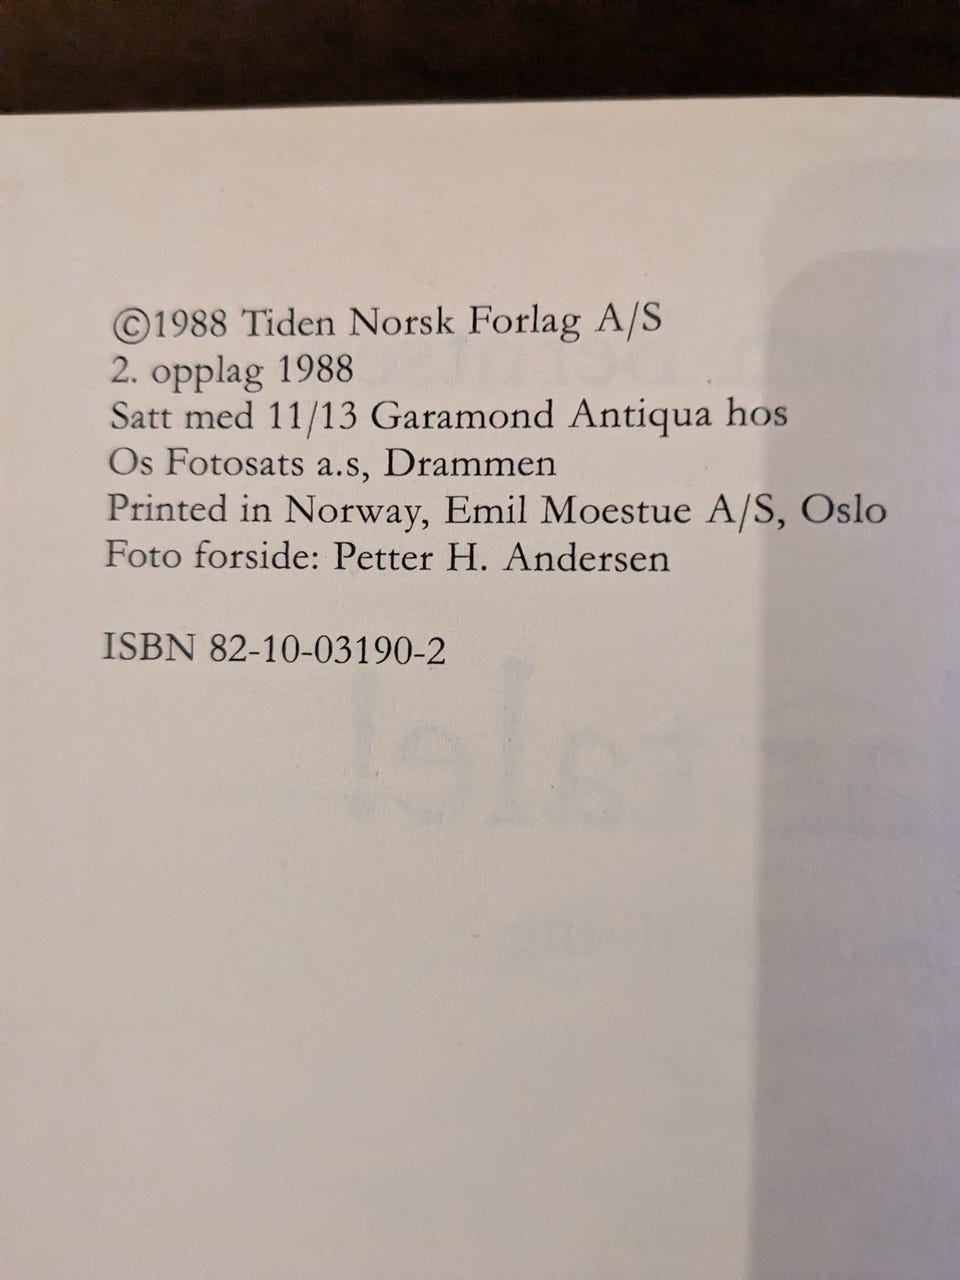 ©1988 Tiden Norsk Forlag A/S
2. opplag 1988
Satt med 11/13 Garamond Antiqua hos
Os Fotosats a.s, Drammen
Printed in Norway, Emil Moestue A/S, Oslo
Foto forside: Petter H. Andersen
ISBN 82-10-03190-2